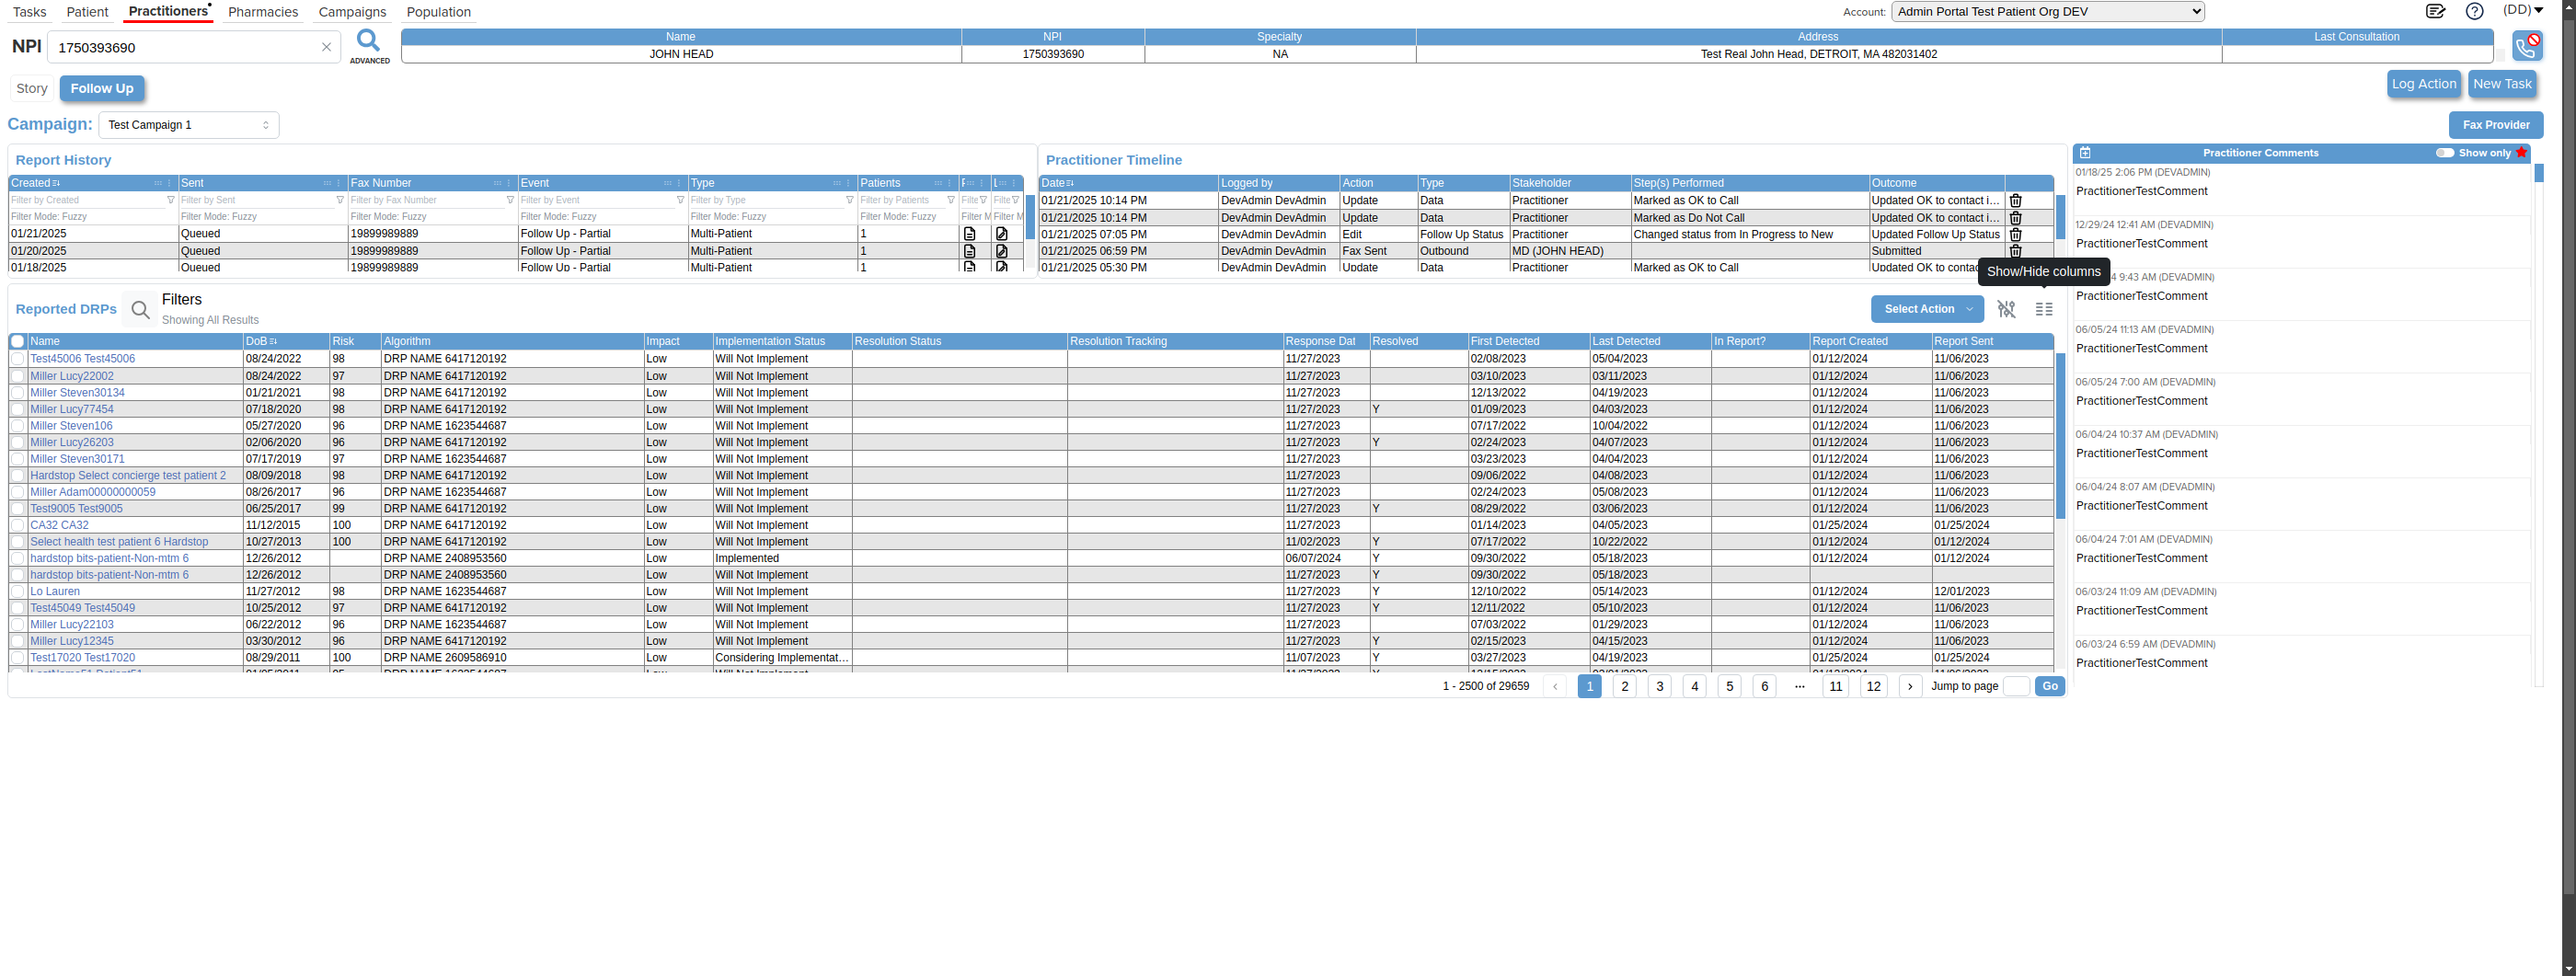 Tasks Patient Practitioners Pharmacies Campaigns Population Account: Admin Portal Test Patient Org DEV (DD)
NPI 1750393690 ADVANCED
Name NPI Specialty Address Last Consultation
JOHN HEAD 1750393690 NA Test Real John Head, DETROIT, MA 482031402
Story Follow Up Log Action New Task
Campaign: Test Campaign 1 Fax Provider
Report History
Created Sent Fax Number Event Type Patients
Filter by Created Filter by Sent Filter by Fax Number Filter by Event Filter by Type Filter by Patients Filte Filte
Filter Mode: Fuzzy Filter Mode: Fuzzy Filter Mode: Fuzzy Filter Mode: Fuzzy Filter Mode: Fuzzy Filter Mode: Fuzzy Filter M Filter M
01/21/2025 Queued 19899989889 Follow Up - Partial Multi-Patient 1
01/20/2025 Queued 19899989889 Follow Up - Partial Multi-Patient 1
01/18/2025 Queued 19899989889 Follow Up - Partial Multi-Patient 1
Practitioner Timeline
Date Logged by Action Type Stakeholder Step(s) Performed Outcome
01/21/2025 10:14 PM DevAdmin DevAdmin Update Data Practitioner Marked as OK to Call Updated OK to contact i...
01/21/2025 10:14 PM DevAdmin DevAdmin Update Data Practitioner Marked as Do Not Call Updated OK to contact i...
01/21/2025 07:05 PM DevAdmin DevAdmin Edit Follow Up Status Practitioner Changed status from In Progress to New Updated Follow Up Status
01/21/2025 06:59 PM DevAdmin DevAdmin Fax Sent Outbound MD (JOHN HEAD) Submitted
01/21/2025 05:30 PM DevAdmin DevAdmin Update Data Practitioner Marked as OK to Call Updated OK to contac
Show/Hide columns
Practitioner Comments Show only
01/18/25 2:06 PM (DEVADMIN)
PractitionerTestComment
12/29/24 12:41 AM (DEVADMIN)
PractitionerTestComment
4 9:43 AM (DEVADMIN)
PractitionerTestComment
06/05/24 11:13 AM (DEVADMIN)
PractitionerTestComment
06/05/24 7:00 AM (DEVADMIN)
PractitionerTestComment
06/04/24 10:37 AM (DEVADMIN)
PractitionerTestComment
06/04/24 8:07 AM (DEVADMIN)
PractitionerTestComment
06/04/24 7:01 AM (DEVADMIN)
PractitionerTestComment
06/03/24 11:09 AM (DEVADMIN)
PractitionerTestComment
06/03/24 6:59 AM (DEVADMIN)
PractitionerTestComment
Reported DRPs Filters Select Action
Showing All Results
Name DoB Risk Algorithm Impact Implementation Status Resolution Status Resolution Tracking Response Dat Resolved First Detected Last Detected In Report? Report Created Report Sent
Test45006 Test45006 08/24/2022 98 DRP NAME 6417120192 Low Will Not Implement 11/27/2023 02/08/2023 05/04/2023 01/12/2024 11/06/2023
Miller Lucy22002 08/24/2022 97 DRP NAME 6417120192 Low Will Not Implement 11/27/2023 03/10/2023 03/11/2023 01/12/2024 11/06/2023
Miller Steven30134 01/21/2021 98 DRP NAME 6417120192 Low Will Not Implement 11/27/2023 12/13/2022 04/19/2023 01/12/2024 11/06/2023
Miller Lucy77454 07/18/2020 98 DRP NAME 6417120192 Low Will Not Implement 11/27/2023 Y 01/09/2023 04/03/2023 01/12/2024 11/06/2023
Miller Steven106 05/27/2020 96 DRP NAME 1623544687 Low Will Not Implement 11/27/2023 07/17/2022 10/04/2022 01/12/2024 11/06/2023
Miller Lucy26203 02/06/2020 96 DRP NAME 6417120192 Low Will Not Implement 11/27/2023 Y 02/24/2023 04/07/2023 01/12/2024 11/06/2023
Miller Steven30171 07/17/2019 97 DRP NAME 1623544687 Low Will Not Implement 11/27/2023 03/23/2023 04/04/2023 01/12/2024 11/06/2023
Hardstop Select concierge test patient 2 08/09/2018 98 DRP NAME 6417120192 Low Will Not Implement 11/27/2023 09/06/2022 04/08/2023 01/12/2024 11/06/2023
Miller Adam00000000059 08/26/2017 96 DRP NAME 1623544687 Low Will Not Implement 11/27/2023 02/24/2023 05/08/2023 01/12/2024 11/06/2023
Test9005 Test9005 06/25/2017 99 DRP NAME 6417120192 Low Will Not Implement 11/27/2023 Y 08/29/2022 03/06/2023 01/12/2024 11/06/2023
CA32 CA32 11/12/2015 100 DRP NAME 6417120192 Low Will Not Implement 11/27/2023 01/14/2023 04/05/2023 01/25/2024 01/25/2024
Select health test patient 6 Hardstop 10/27/2013 100 DRP NAME 6417120192 Low Will Not Implement 11/02/2023 Y 07/17/2022 10/22/2022 01/12/2024 01/12/2024
hardstop bits-patient-Non-mtm 6 12/26/2012 DRP NAME 2408953560 Low Implemented 06/07/2024 Y 09/30/2022 05/18/2023 01/12/2024 01/12/2024
hardstop bits-patient-Non-mtm 6 12/26/2012 DRP NAME 2408953560 Low Will Not Implement 11/27/2023 Y 09/30/2022 05/18/2023
Lo Lauren 11/27/2012 98 DRP NAME 1623544687 Low Will Not Implement 11/27/2023 Y 12/10/2022 05/14/2023 01/12/2024 12/01/2023
Test45049 Test45049 10/25/2012 97 DRP NAME 6417120192 Low Will Not Implement 11/27/2023 Y 12/11/2022 05/10/2023 01/12/2024 11/06/2023
Miller Lucy22103 06/22/2012 96 DRP NAME 1623544687 Low Will Not Implement 11/27/2023 07/03/2022 01/29/2023 01/12/2024 11/06/2023
Miller Lucy12345 03/30/2012 96 DRP NAME 6417120192 Low Will Not Implement 11/27/2023 Y 02/15/2023 04/15/2023 01/12/2024 11/06/2023
Test17020 Test17020 08/29/2011 100 DRP NAME 2609586910 Low Considering Implementat... 11/07/2023 Y 03/27/2023 04/19/2023 01/25/2024 01/25/2024
1 - 2500 of 29659 ‹ 1 2 3 4 5 6 ••• 11 12 › Jump to page Go